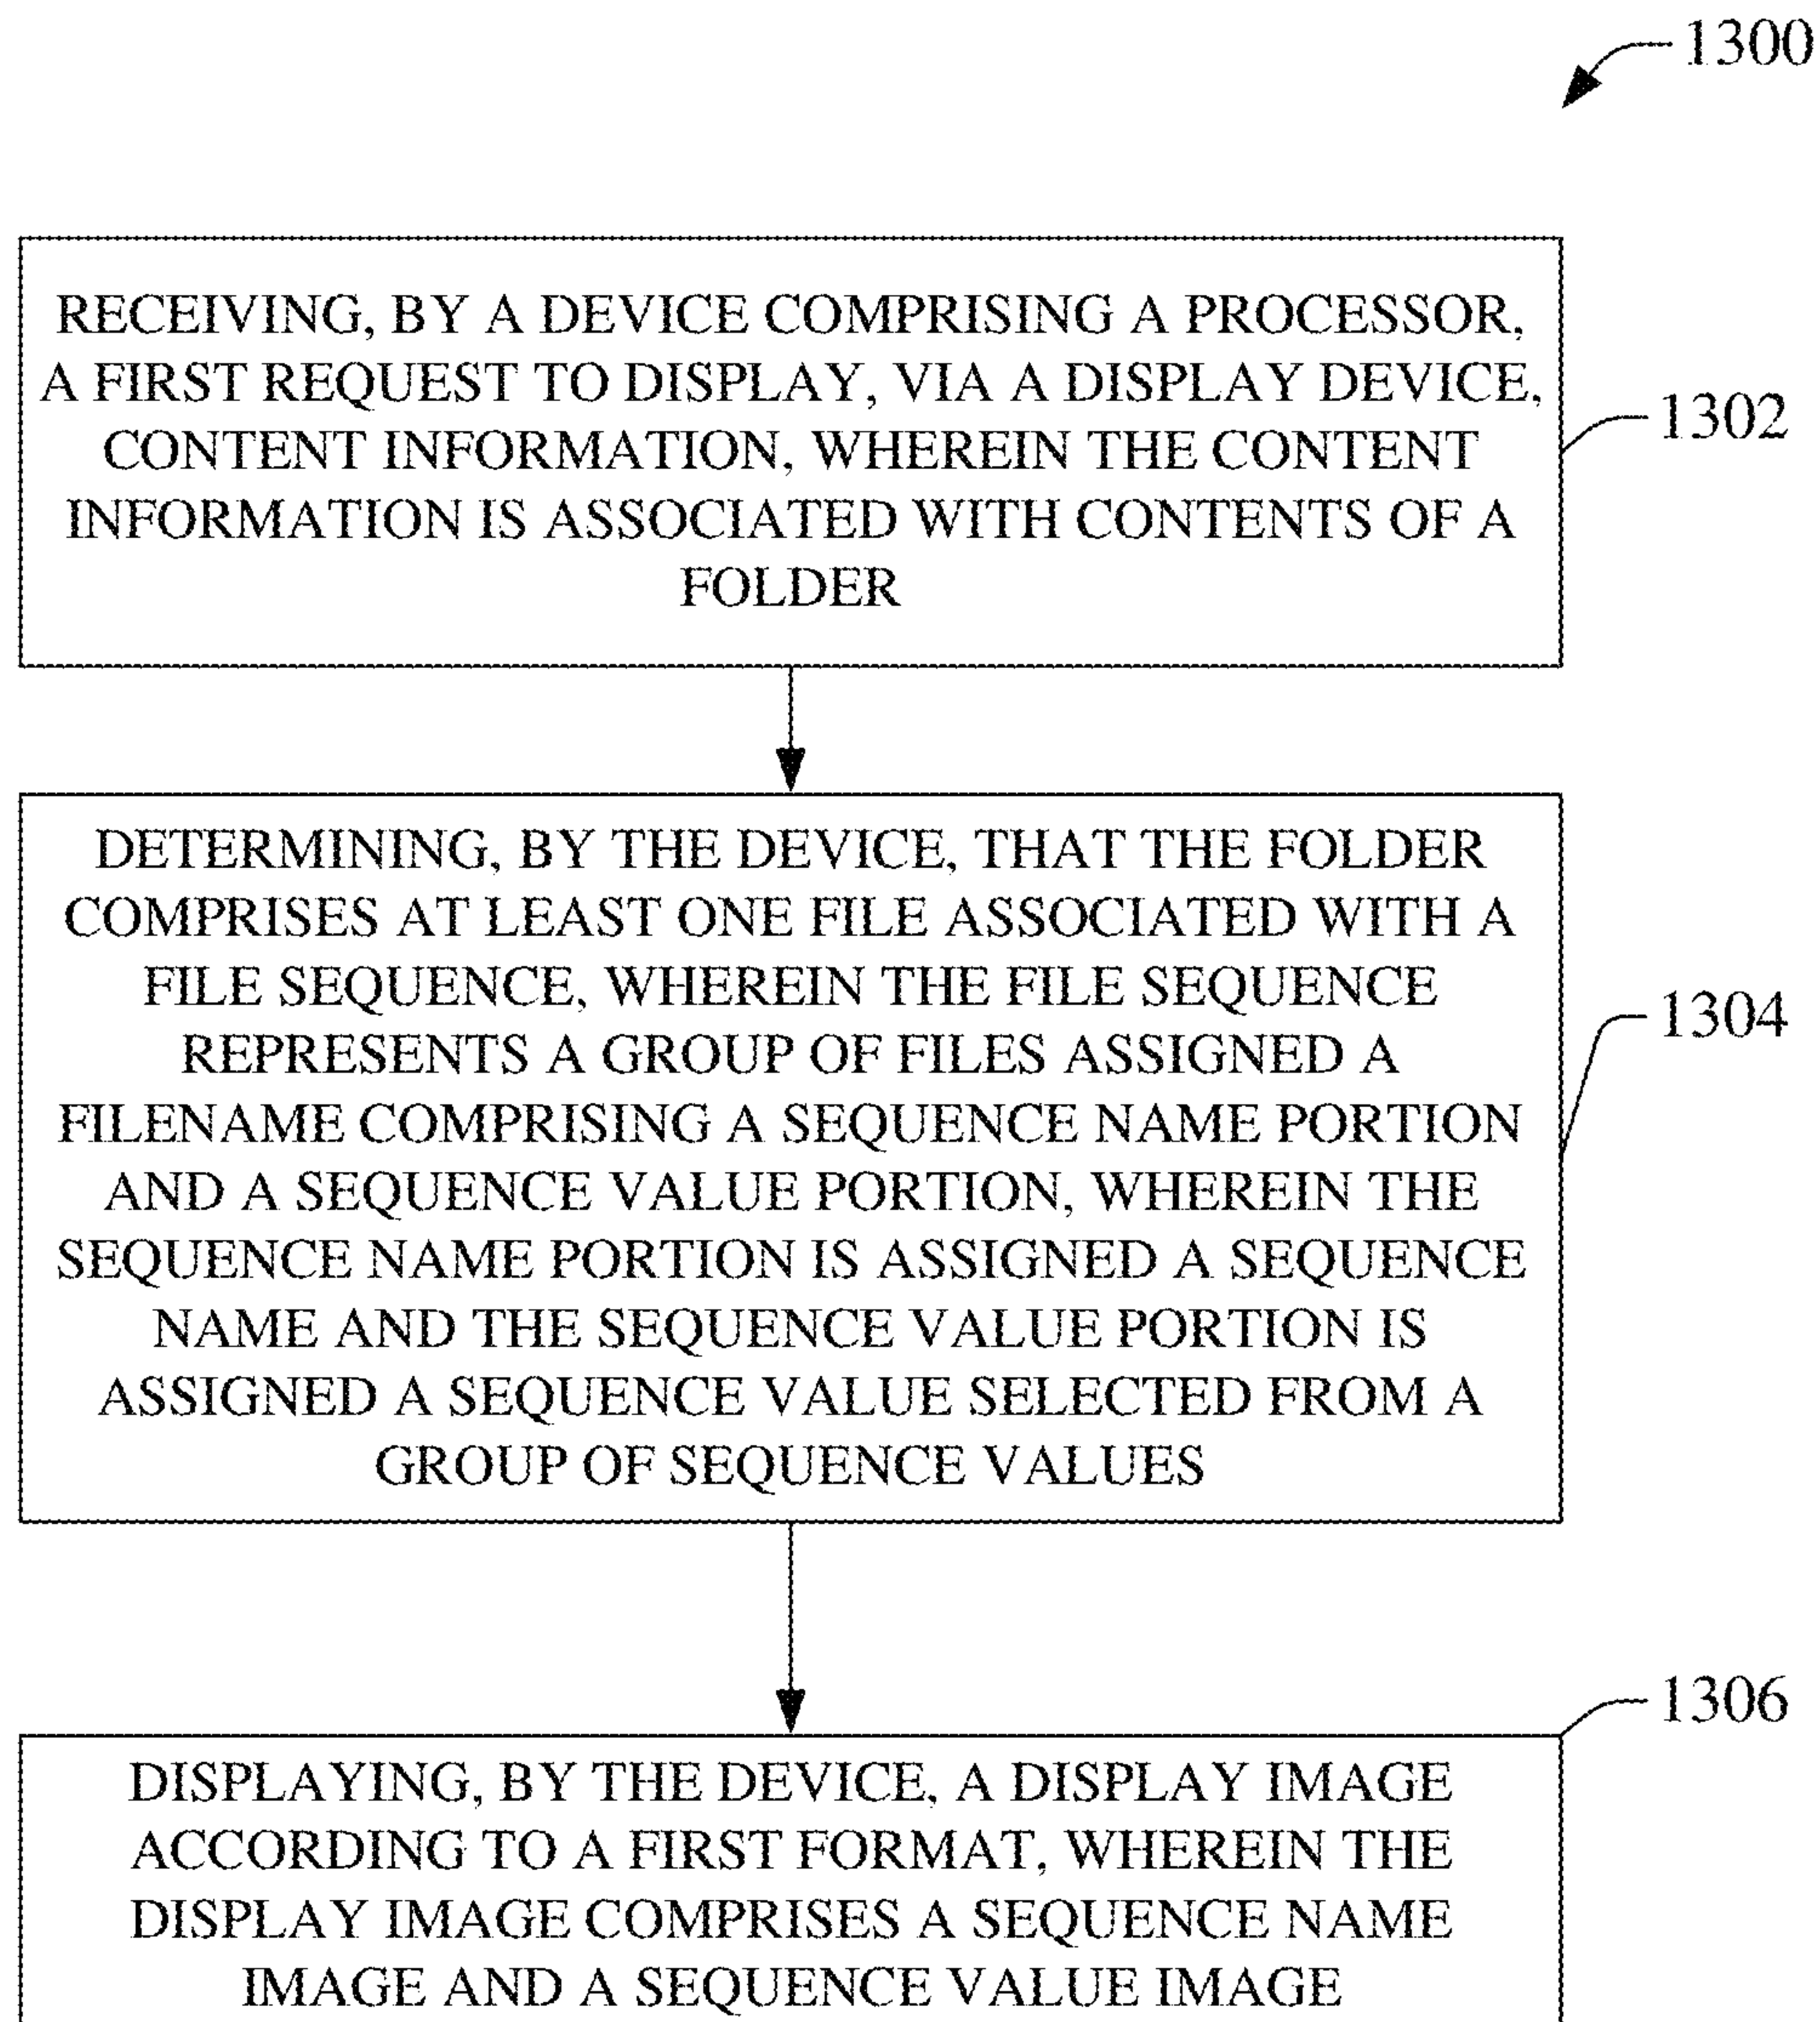 1300
RECEIVING, BY A DEVICE COMPRISING A PROCESSOR,
A FIRST REQUEST TO DISPLAY, VIA A DISPLAY DEVICE,
CONTENT INFORMATION, WHEREIN THE CONTENT
INFORMATION IS ASSOCIATED WITH CONTENTS OF A
FOLDER
1302
DETERMINING, BY THE DEVICE, THAT THE FOLDER
COMPRISES AT LEAST ONE FILE ASSOCIATED WITH A
FILE SEQUENCE, WHEREIN THE FILE SEQUENCE
REPRESENTS A GROUP OF FILES ASSIGNED A
FILENAME COMPRISING A SEQUENCE NAME PORTION
AND A SEQUENCE VALUE PORTION, WHEREIN THE
SEQUENCE NAME PORTION IS ASSIGNED A SEQUENCE
NAME AND THE SEQUENCE VALUE PORTION IS
ASSIGNED A SEQUENCE VALUE SELECTED FROM A
GROUP OF SEQUENCE VALUES
1304
1306
DISPLAYING, BY THE DEVICE, A DISPLAY IMAGE
ACCORDING TO A FIRST FORMAT, WHEREIN THE
DISPLAY IMAGE COMPRISES A SEQUENCE NAME
IMAGE AND A SEQUENCE VALUE IMAGE